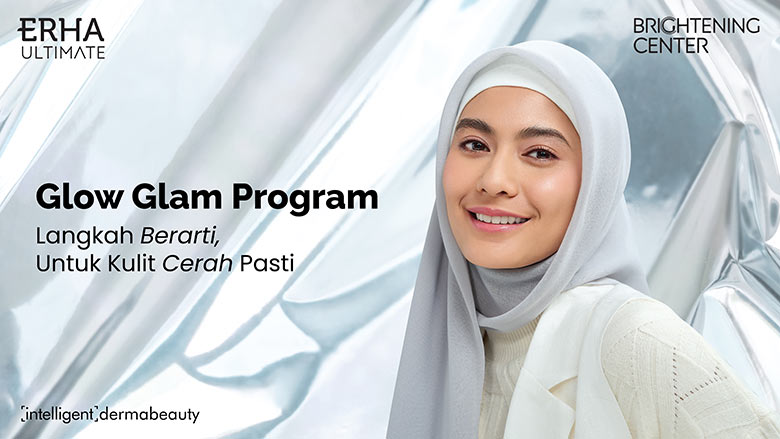 ERHA
ULTIMATE
BRIGHTENING
CENTER
Glow Glam Program
Langkah Berarti,
Untuk Kulit Cerah Pasti
[intelligent]dermabeauty